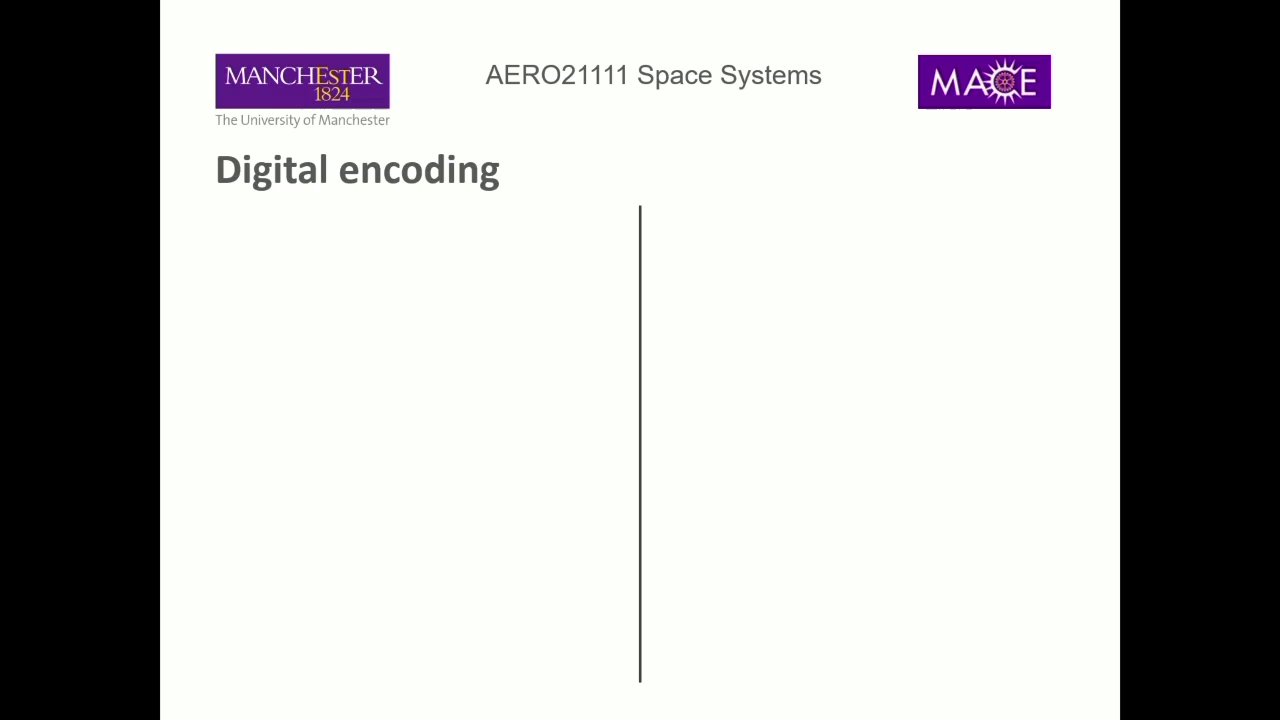 MANCHEsTER
1824
The University of Manchester
AERO21111 Space Systems
MACE
Digital encoding